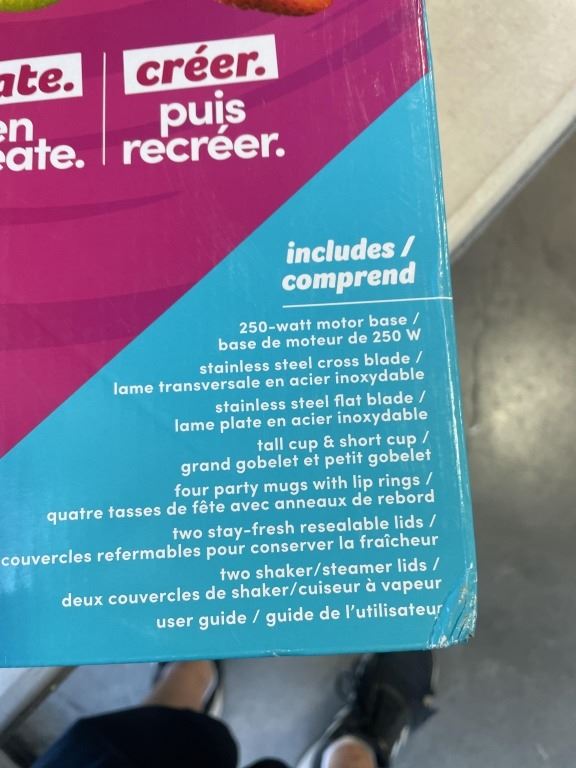 créer.
puis
recréer.
includes /
comprend
250-watt motor base /
base de moteur de 250 W
stainless steel cross blade /
lame transversale en acier inoxydable
stainless steel flat blade /
lame plate en acier inoxydable
tall cup & short cup /
grand gobelet et petit gobelet
four party mugs with lip rings /
quatre tasses de fête avec anneaux de rebord
two stay-fresh resealable lids /
couvercles refermables pour conserver la fraîcheur
two shaker/steamer lids /
deux couvercles de shaker/cuiseur à vapeur
user guide / guide de l'utilisateur